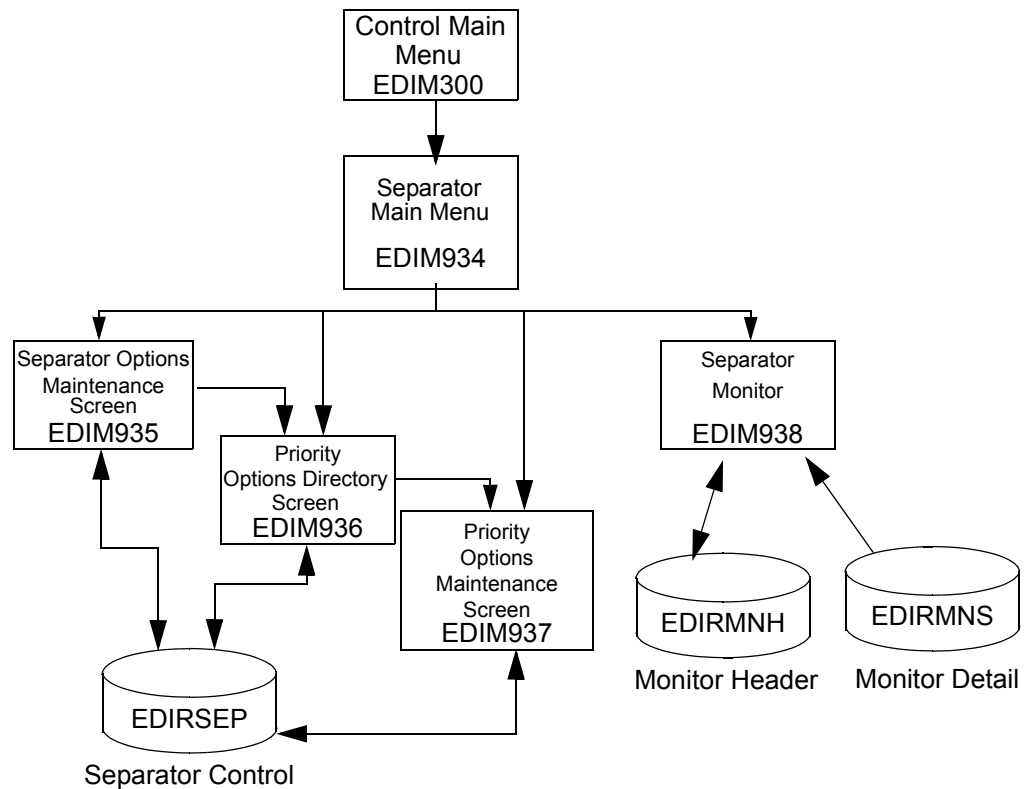 Control Main
Menu
EDIM300
Separator
Main Menu
EDIM934
Separator Options
Maintenance
Screen
EDIM935
Priority
Options Directory
Screen
EDIM936
Priority
Options
Maintenance
Screen
EDIM937
Separator
Monitor
EDIM938
EDIRSEP
Separator Control
EDIRMNH
Monitor Header
EDIRMNS
Monitor Detail